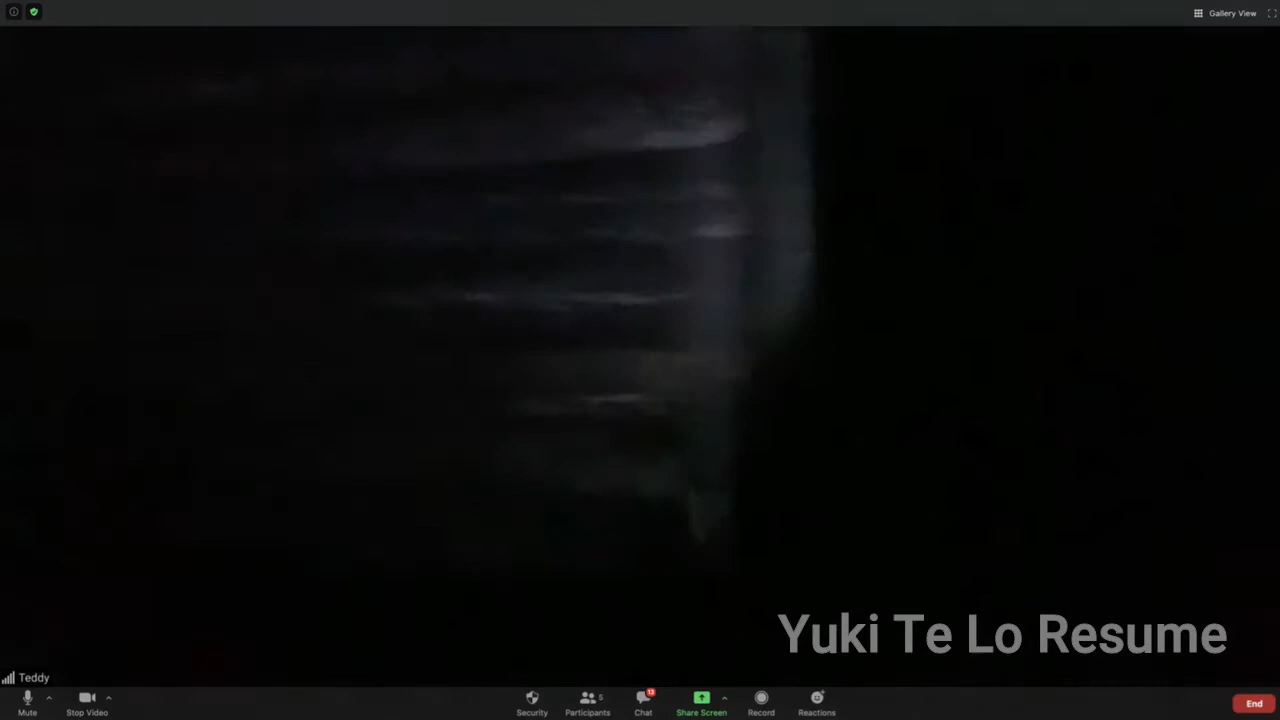 Gallery View
Yuki Te Lo Resume
Teddy
Mute
Stop Video
Security
Participants
5
Chat
13
Share Screen
Record
Reactions
End